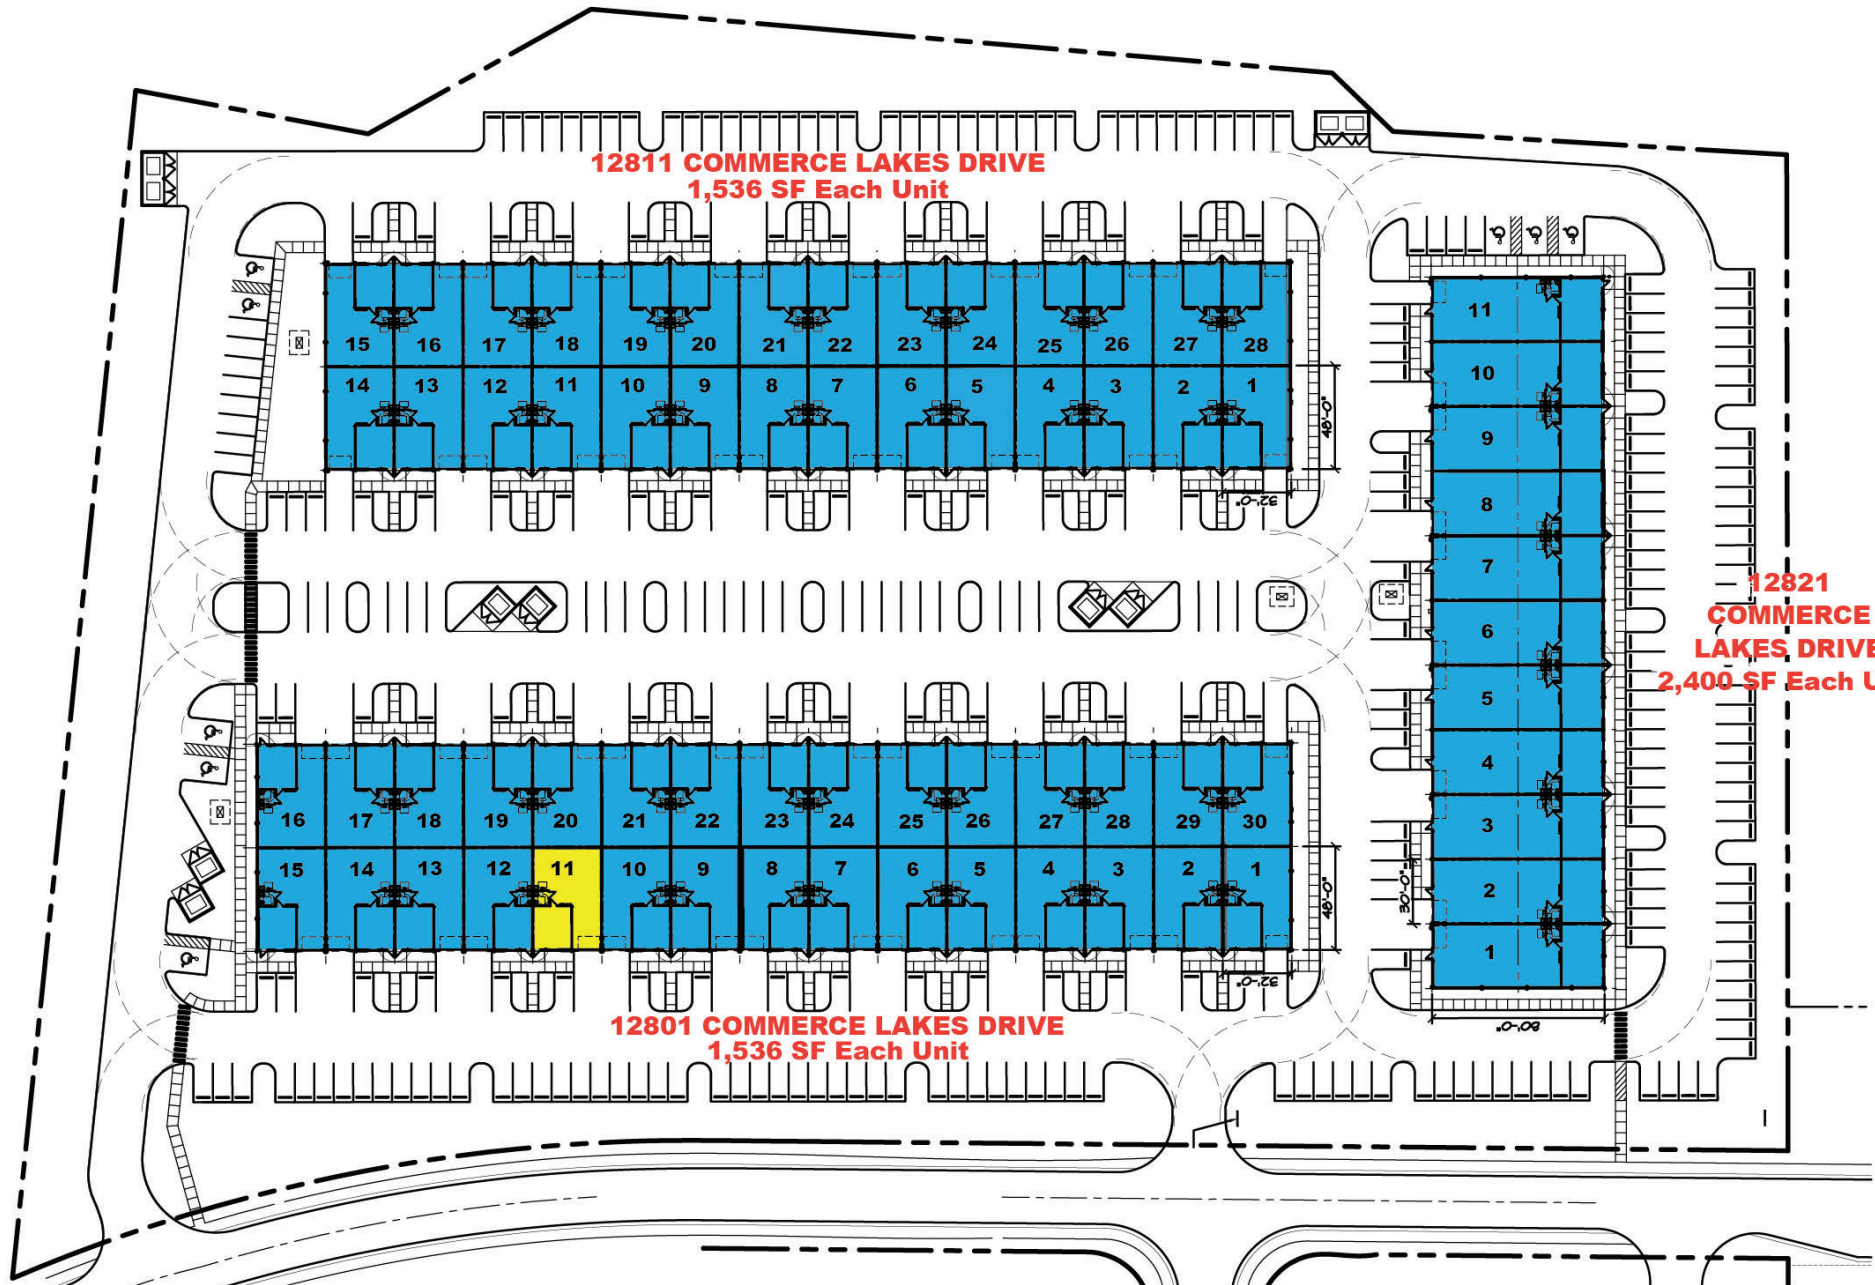 12811 COMMERCE LAKES DRIVE
1,536 SF Each Unit
15 16 17 18 19 20 21 22 23 24 25 26 27 28
14 13 12 11 10 9 8 7 6 5 4 3 2 1
48'-0"
32'-0"
11
10
9
8
7
6
5
4
3
2
1
30'-0"
80'-0"
12821
COMMERCE
LAKES DRIVE
2,400 SF Each U
16 17 18 19 20 21 22 23 24 25 26 27 28 29 30
15 14 13 12 11 10 9 8 7 6 5 4 3 2 1
48'-0"
32'-0"
12801 COMMERCE LAKES DRIVE
1,536 SF Each Unit